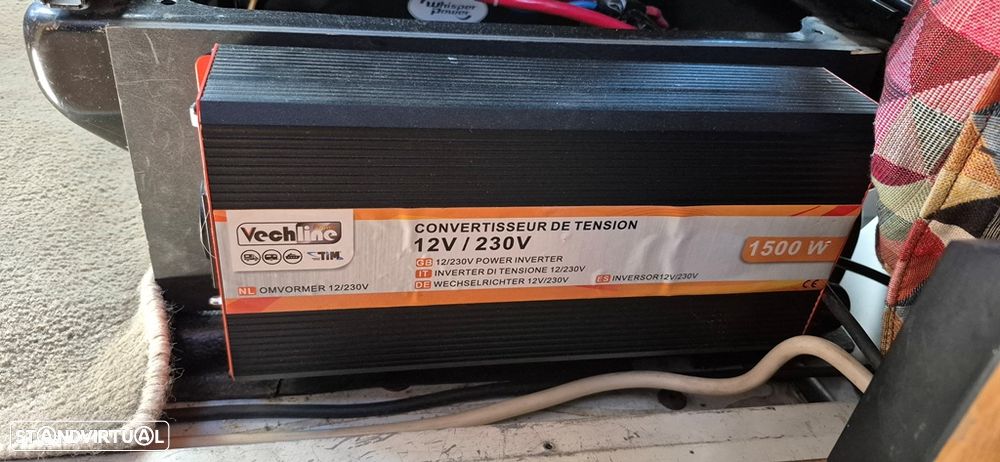 Whisper
Power
Vechline
TiM
CONVERTISSEUR DE TENSION
12V / 230V
GB 12/230V POWER INVERTER
IT INVERTER DI TENSIONE 12/230V
DE WECHSELRICHTER 12V/230V
NL OMVORMER 12/230V
ES INVERSOR12V/230V
1500 W
CE
STANDVIRTUAL